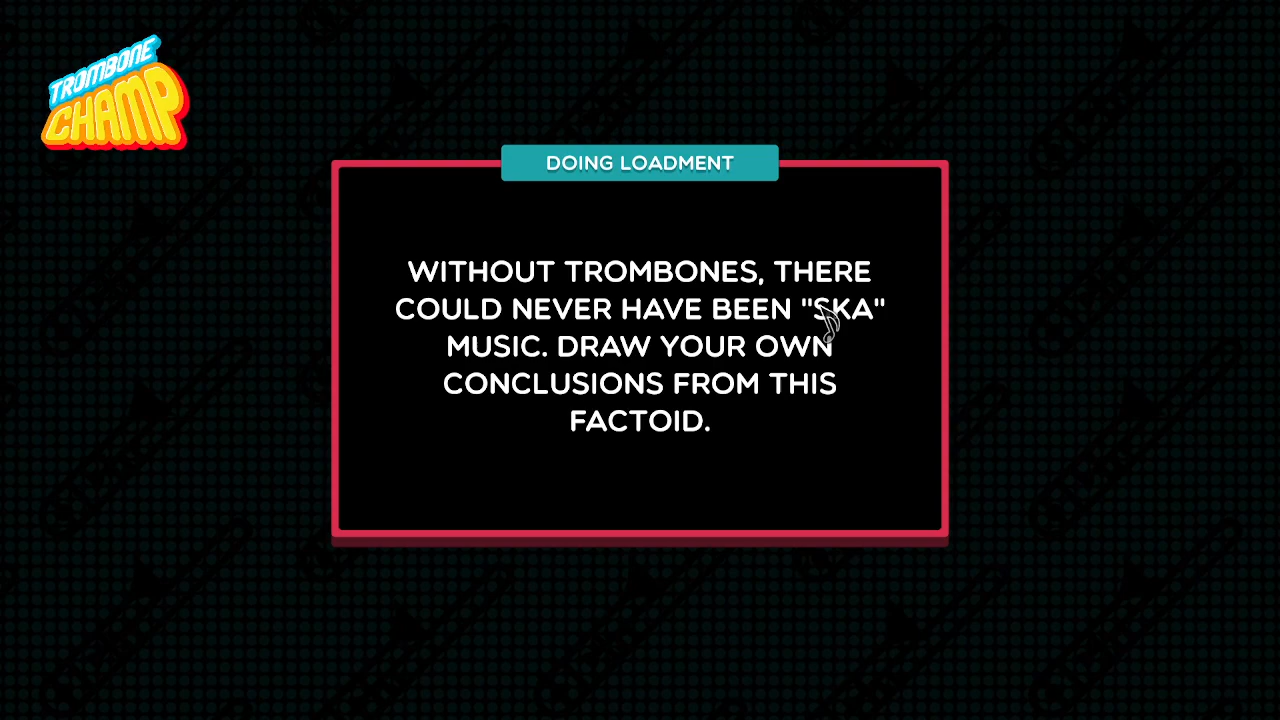 TROMBONE
CHAMP
DOING LOADMENT
WITHOUT TROMBONES, THERE
COULD NEVER HAVE BEEN "SKA"
MUSIC. DRAW YOUR OWN
CONCLUSIONS FROM THIS
FACTOID.